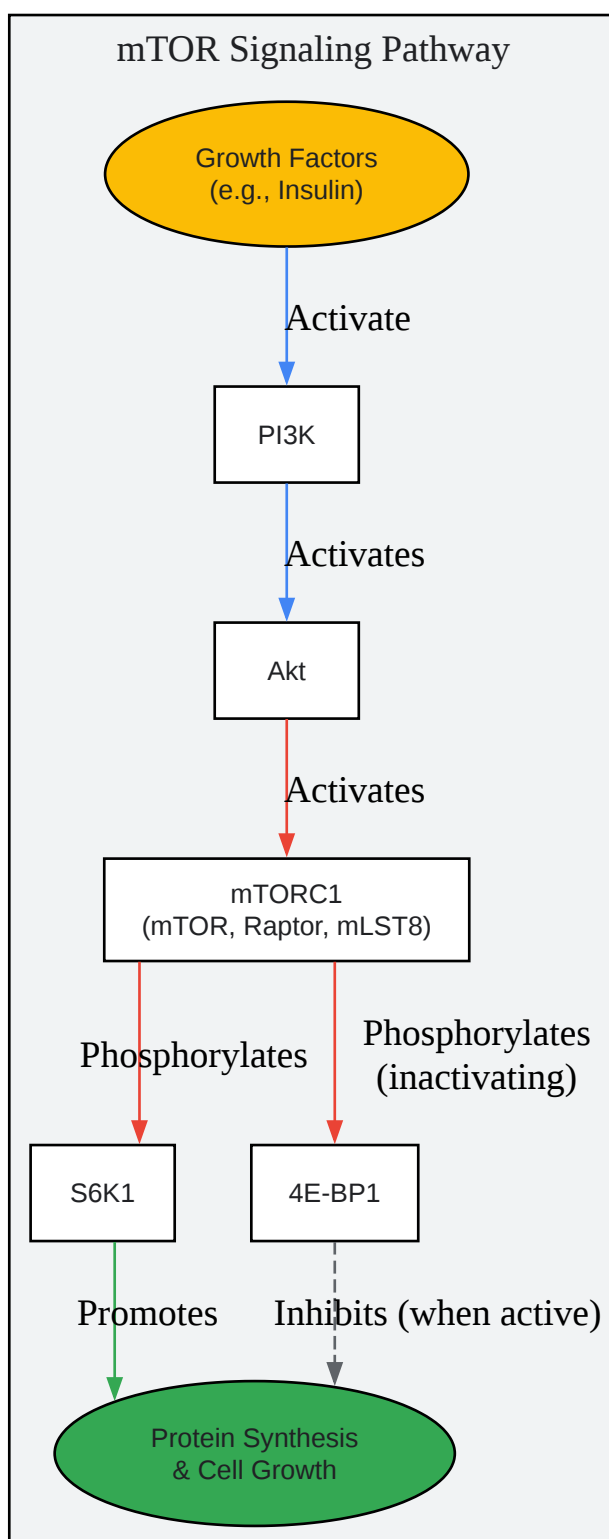 mTOR Signaling Pathway
Growth Factors
(e.g., Insulin)
Activate
PI3K
Activates
Akt
Activates
mTORC1
(mTOR, Raptor, mLST8)
Phosphorylates
Phosphorylates
(inactivating)
S6K1
4E-BP1
Promotes
Inhibits (when active)
Protein Synthesis
& Cell Growth